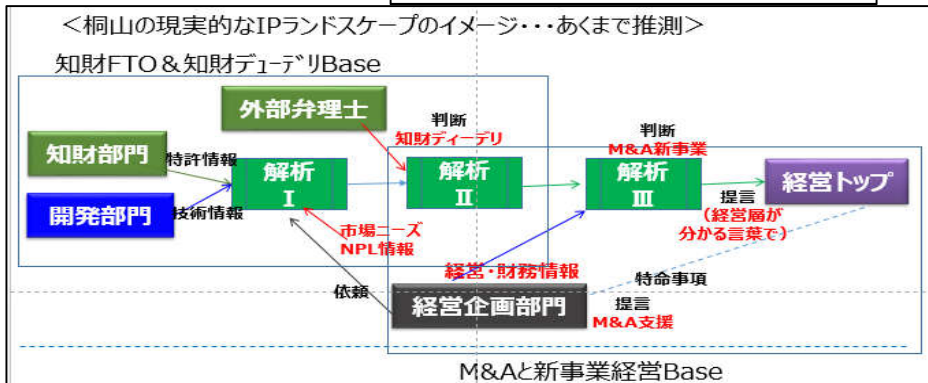 <桐山の現実的なIPランドスケープのイメージ・・・あくまで推測>
知財FTO&知財デューデリBase
外部弁理士
判断
知財ディーデリ
判断
M&A新事業
知財部門
特許情報
解析
Ⅰ
解析
Ⅱ
解析
Ⅲ
経営トップ
開発部門
技術情報
市場ニーズ
NPL情報
提言
(経営層が
分かる言葉で)
経営・財務情報
特命事項
依頼
経営企画部門
提言
M&A支援
M&Aと新事業経営Base